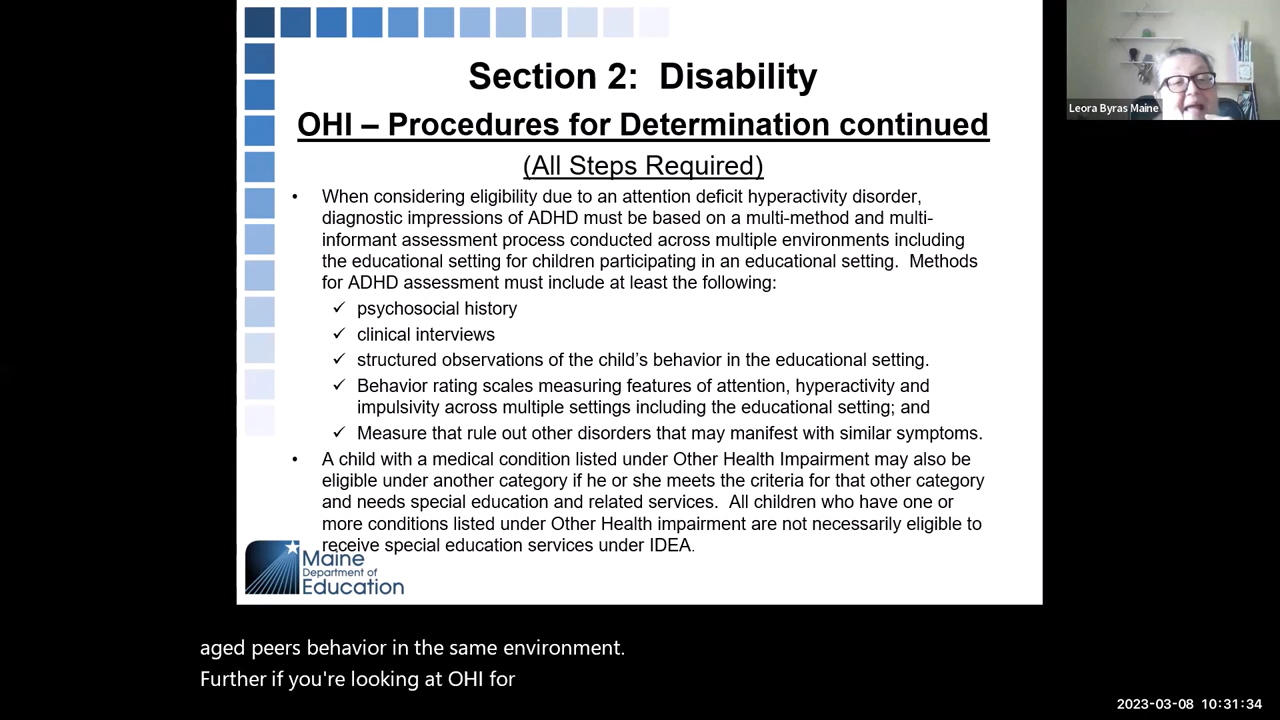 Section 2:  Disability
OHI – Procedures for Determination continued
(All Steps Required)
• When considering eligibility due to an attention deficit hyperactivity disorder,
diagnostic impressions of ADHD must be based on a multi-method and multi-
informant assessment process conducted across multiple environments including
the educational setting for children participating in an educational setting.  Methods
for ADHD assessment must include at least the following:
✓ psychosocial history
✓ clinical interviews
✓ structured observations of the child’s behavior in the educational setting.
✓ Behavior rating scales measuring features of attention, hyperactivity and
impulsivity across multiple settings including the educational setting; and
✓ Measure that rule out other disorders that may manifest with similar symptoms.
• A child with a medical condition listed under Other Health Impairment may also be
eligible under another category if he or she meets the criteria for that other category
and needs special education and related services.  All children who have one or
more conditions listed under Other Health impairment are not necessarily eligible to
receive special education services under IDEA.
Maine
Department of
Education
Leora Byras Maine
aged peers behavior in the same environment.
Further if you're looking at OHI for
2023-03-08 10:31:34